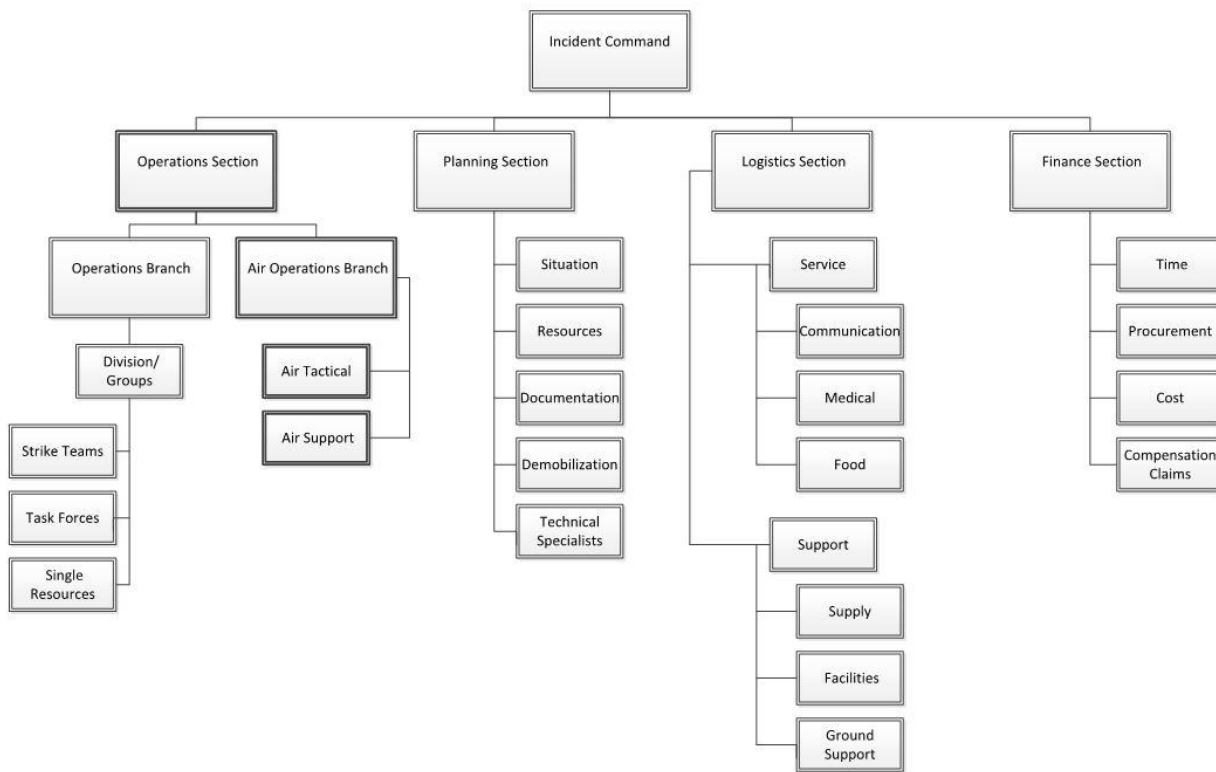 Incident Command
Operations Section
Planning Section
Logistics Section
Finance Section
Operations Branch
Air Operations Branch
Division/
Groups
Strike Teams
Task Forces
Single
Resources
Air Tactical
Air Support
Situation
Resources
Documentation
Demobilization
Technical
Specialists
Service
Communication
Medical
Food
Support
Supply
Facilities
Ground
Support
Time
Procurement
Cost
Compensation
Claims